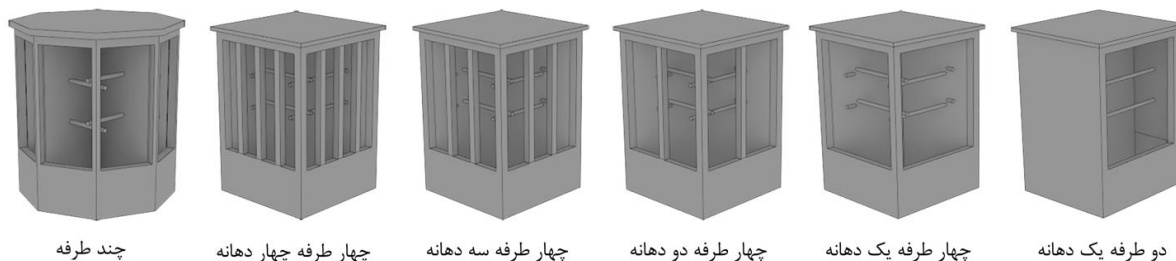 دو طرفه یک دهانه
چهار طرفه یک دهانه
چهار طرفه دو دهانه
چهار طرفه سه دهانه
چهار طرفه چهار دهانه
چند طرفه